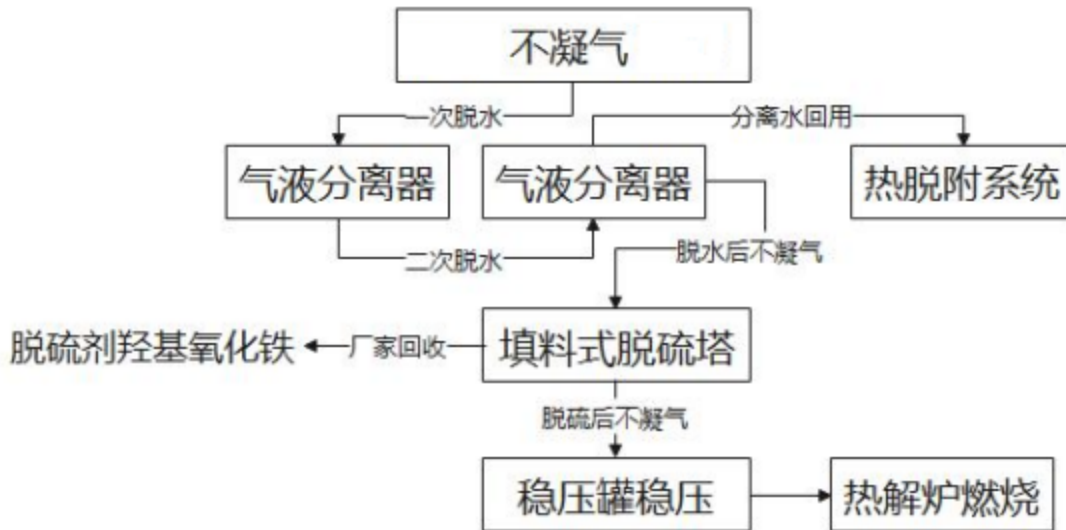 不凝气
一次脱水
分离水回用
气液分离器
气液分离器
热脱附系统
二次脱水
脱水后不凝气
脱硫剂羟基氧化铁
厂家回收
填料式脱硫塔
脱硫后不凝气
稳压罐稳压
热解炉燃烧